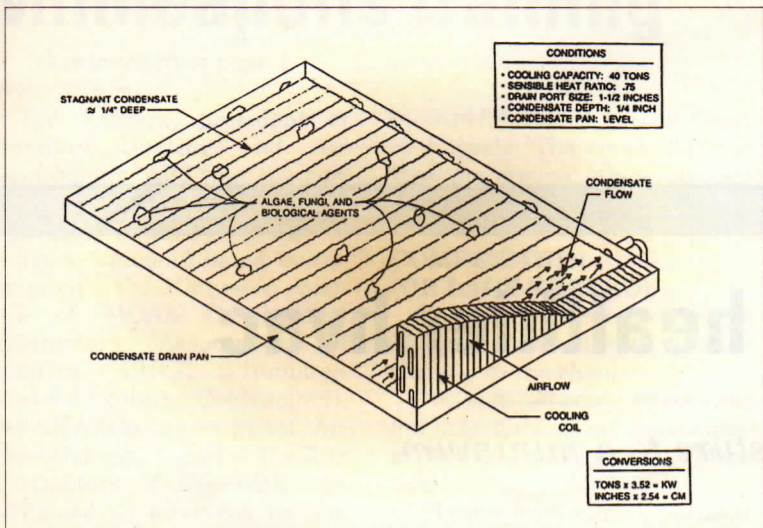 CONDITIONS
• COOLING CAPACITY: 40 TONS
• SENSIBLE HEAT RATIO: .75
• DRAIN PORT SIZE: 1-1/2 INCHES
• CONDENSATE DEPTH: 1/4 INCH
• CONDENSATE PAN: LEVEL
STAGNANT CONDENSATE
≈ 1/4" DEEP
CONDENSATE
FLOW
ALGAE, FUNGI, AND
BIOLOGICAL AGENTS
CONDENSATE DRAIN PAN
AIRFLOW
COOLING
COIL
CONVERSIONS
TONS x 3.52 = KW
INCHES x 2.54 = CM